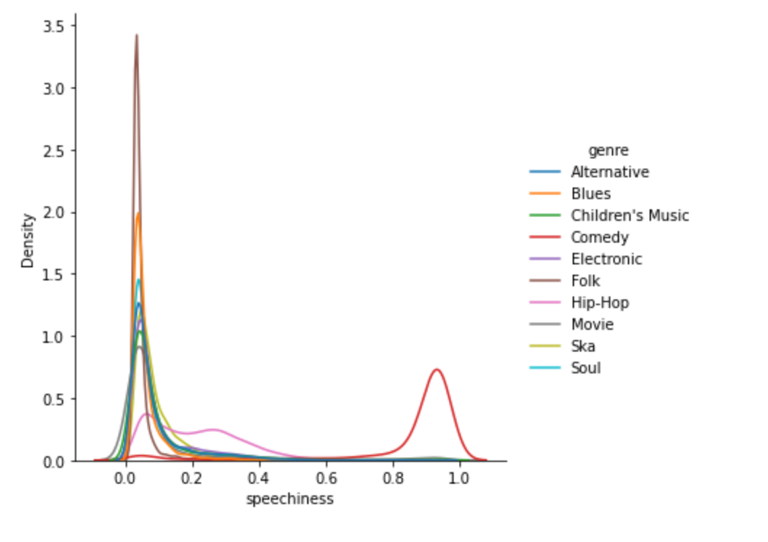 3.5
3.0
2.5
2.0
1.5
1.0
0.5
0.0
Density
0.0 0.2 0.4 0.6 0.8 1.0
speechiness
genre
Alternative
Blues
Children's Music
Comedy
Electronic
Folk
Hip-Hop
Movie
Ska
Soul